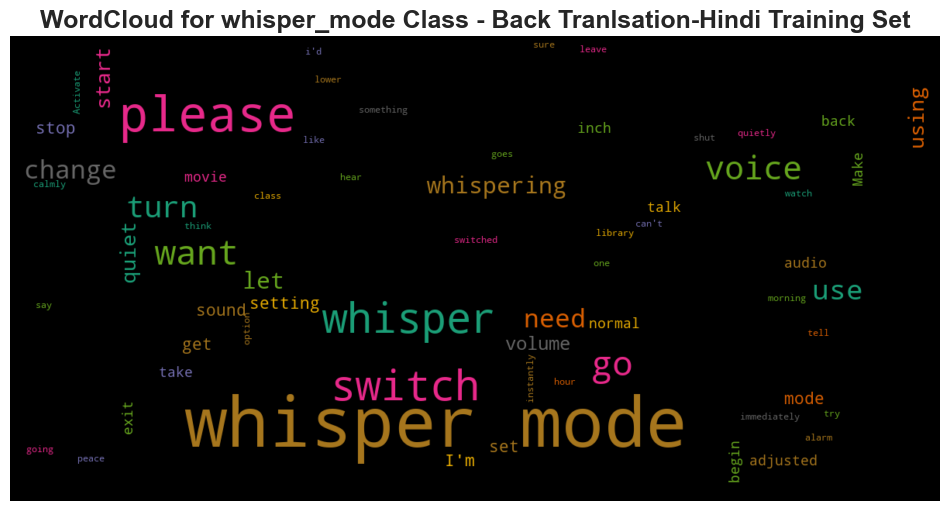 WordCloud for whisper_mode Class - Back Tranlsation-Hindi Training Set
i'd
sure
leave
start
Activate
lower
something
please
using
stop
like
inch
shut
quietly
back
change
calmly
movie
goes
hear
whispering
voice
Make
class
watch
turn
think
talk
can't
library
quiet
want
switched
one
audio
let
setting
say
sound
option
whisper
need
normal
morning
use
tell
get
volume
take
switch
instantly
hour
go
exit
whisper mode
mode
immediately
try
going
peace
I'm
set
begin
alarm
adjusted